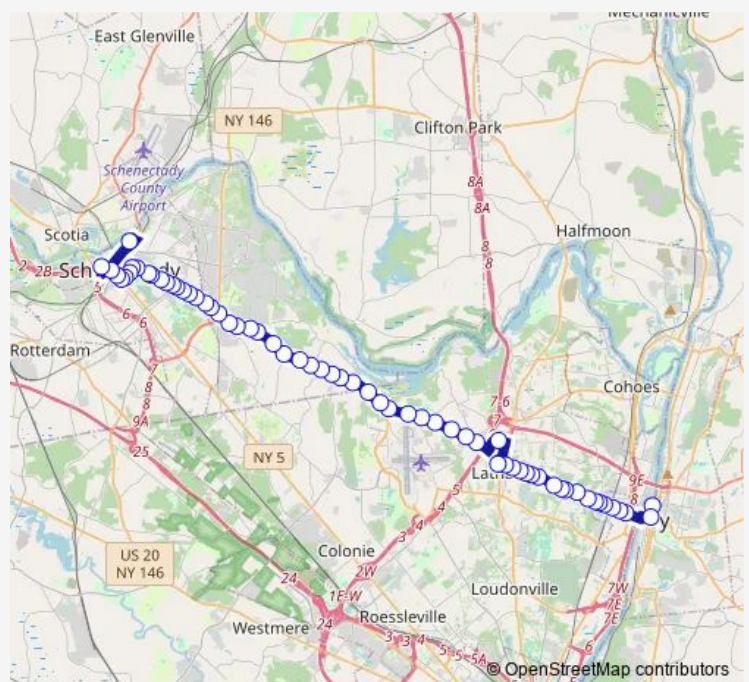 Mechanicville
East Glenville
NY 146
Clifton Park
Schenectady
County
Airport
8A
8A
8
8
Scotia
Halfmoon
2
2B
5
6
6
Rotterdam
7
8
8
9A
25
7-6
7
Cohoes
NY 5
9E
8
5
4
4
3
US 20
NY 146
Colonie
2W
24
1E-W
Loudonville
7W
7E
7E
6
Westmere
24
Roessleville
3
3
4
5
5
5A
© OpenStreetMap contributors